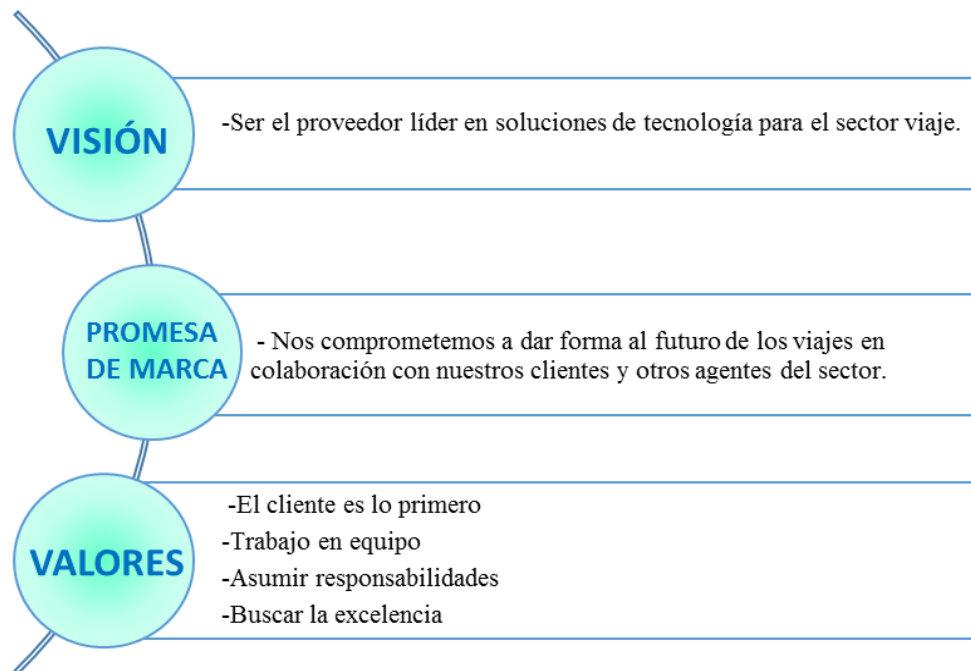 VISIÓN
-Ser el proveedor líder en soluciones de tecnología para el sector viaje.
PROMESA
DE MARCA
- Nos comprometemos a dar forma al futuro de los viajes en
colaboración con nuestros clientes y otros agentes del sector.
VALORES
-El cliente es lo primero
-Trabajo en equipo
-Asumir responsabilidades
-Buscar la excelencia